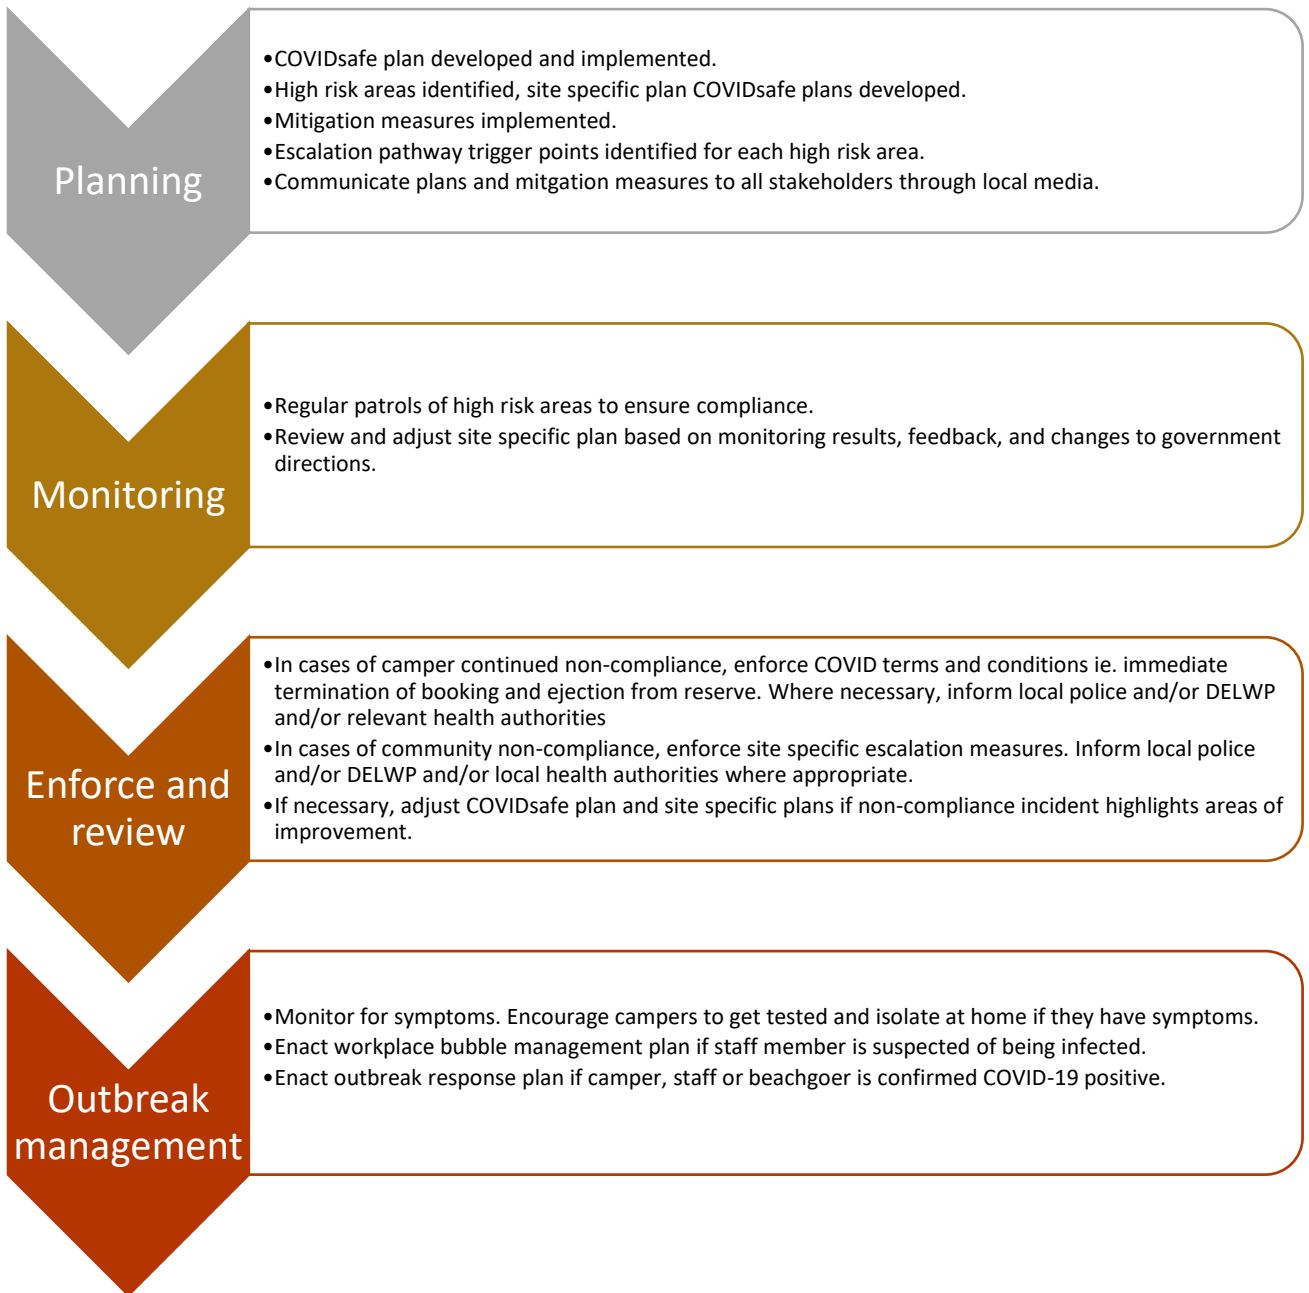 Planning
•COVIDsafe plan developed and implemented.
•High risk areas identified, site specific plan COVIDsafe plans developed.
•Mitigation measures implemented.
•Escalation pathway trigger points identified for each high risk area.
•Communicate plans and mitgation measures to all stakeholders through local media.
Monitoring
•Regular patrols of high risk areas to ensure compliance.
•Review and adjust site specific plan based on monitoring results, feedback, and changes to government
directions.
Enforce and
review
•In cases of camper continued non-compliance, enforce COVID terms and conditions ie. immediate
termination of booking and ejection from reserve. Where necessary, inform local police and/or DELWP
and/or relevant health authorities
•In cases of community non-compliance, enforce site specific escalation measures. Inform local police
and/or DELWP and/or local health authorities where appropriate.
•If necessary, adjust COVIDsafe plan and site specific plans if non-compliance incident highlights areas of
improvement.
Outbreak
management
•Monitor for symptoms. Encourage campers to get tested and isolate at home if they have symptoms.
•Enact workplace bubble management plan if staff member is suspected of being infected.
•Enact outbreak response plan if camper, staff or beachgoer is confirmed COVID-19 positive.